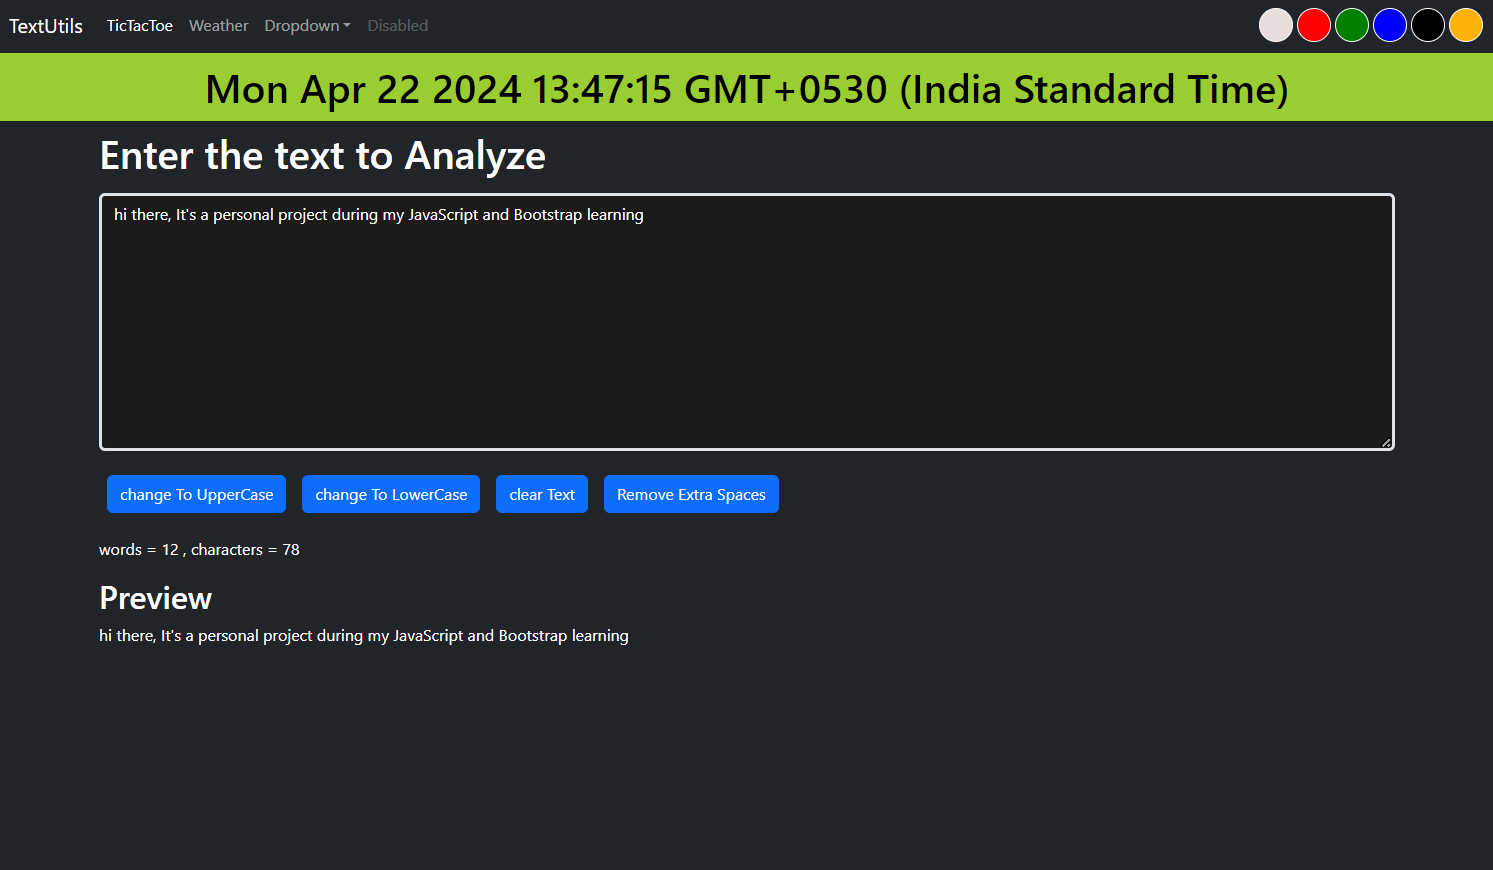 TextUtils TicTacToe Weather Dropdown Disabled
Mon Apr 22 2024 13:47:15 GMT+0530 (India Standard Time)
Enter the text to Analyze
hi there, It's a personal project during my JavaScript and Bootstrap learning
change To UpperCase change To LowerCase clear Text Remove Extra Spaces
words = 12 , characters = 78
Preview
hi there, It's a personal project during my JavaScript and Bootstrap learning